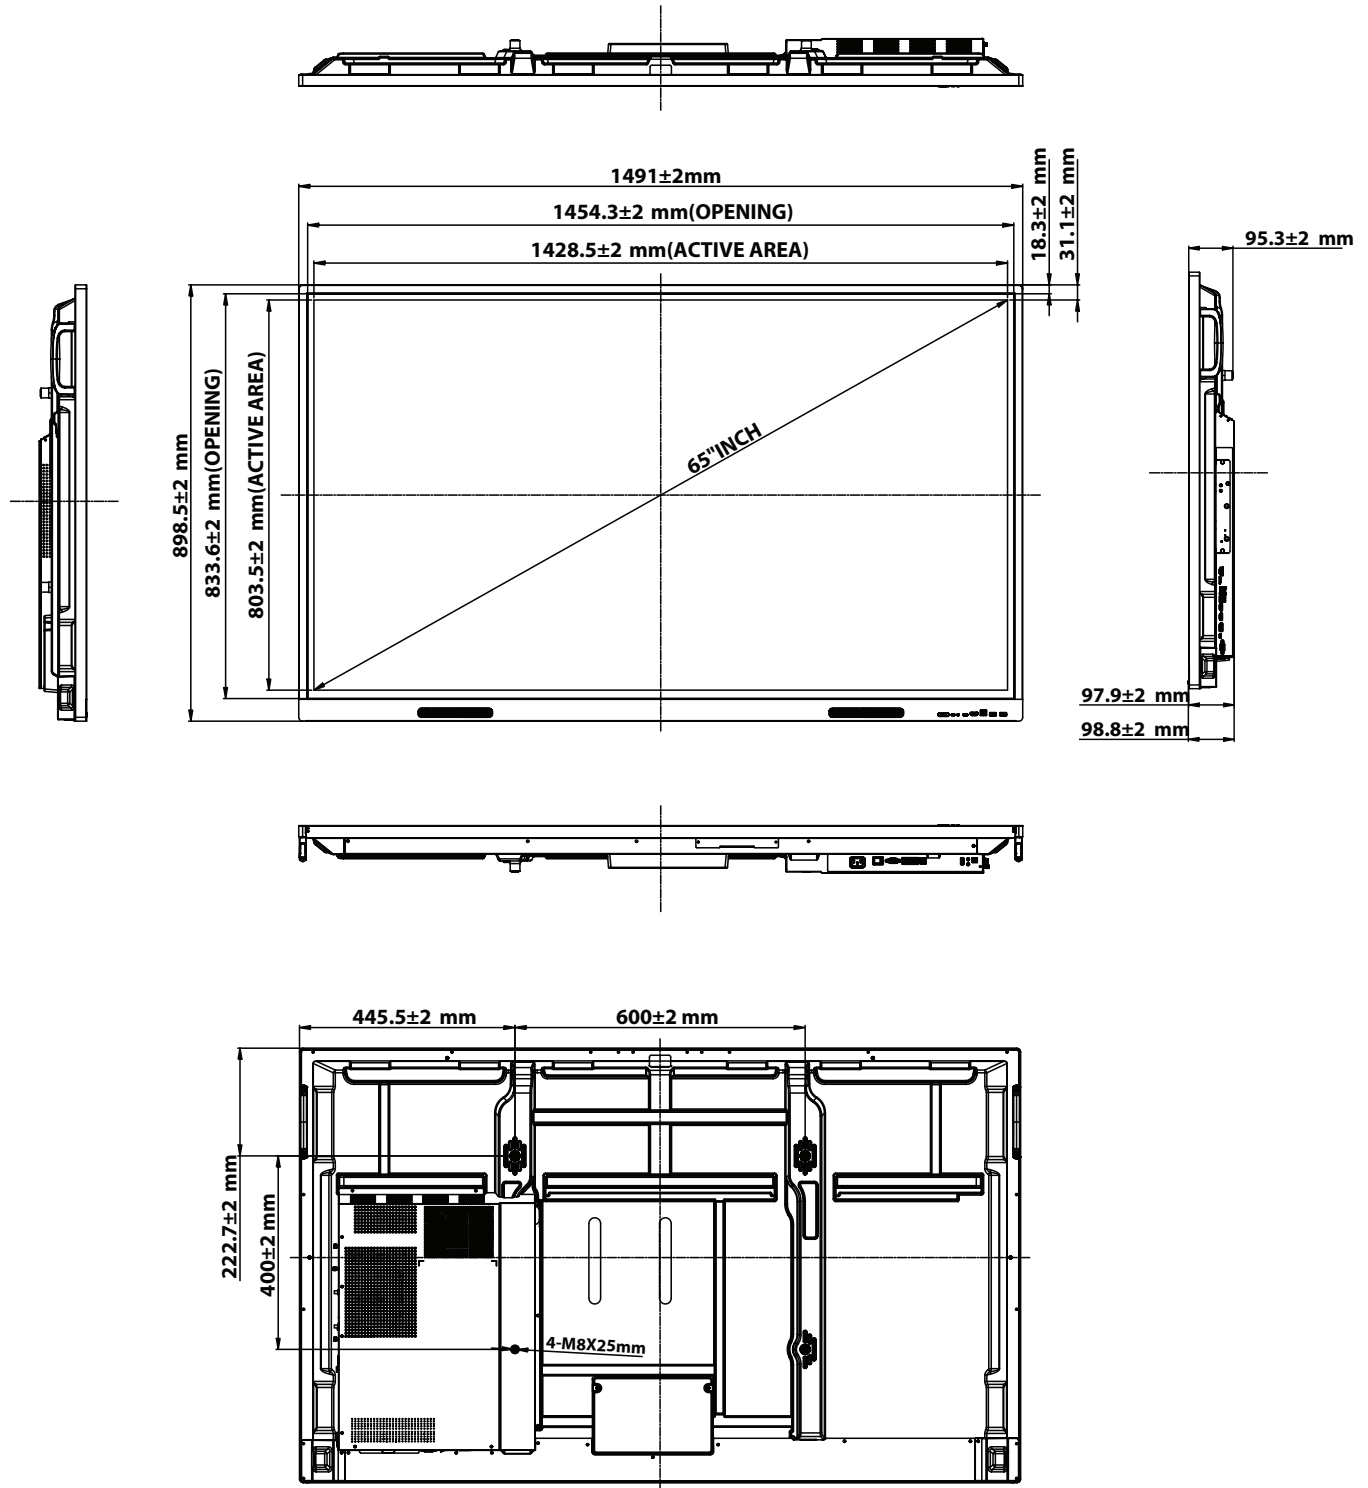 1491±2mm
1454.3±2 mm(OPENING)
1428.5±2 mm(ACTIVE AREA)
18.3±2 mm
31.1±2 mm
95.3±2 mm
898.5±2 mm
833.6±2 mm(OPENING)
803.5±2 mm(ACTIVE AREA)
65"INCH
97.9±2 mm
98.8±2 mm
445.5±2 mm
600±2 mm
222.7±2 mm
400±2 mm
4-M8X25mm